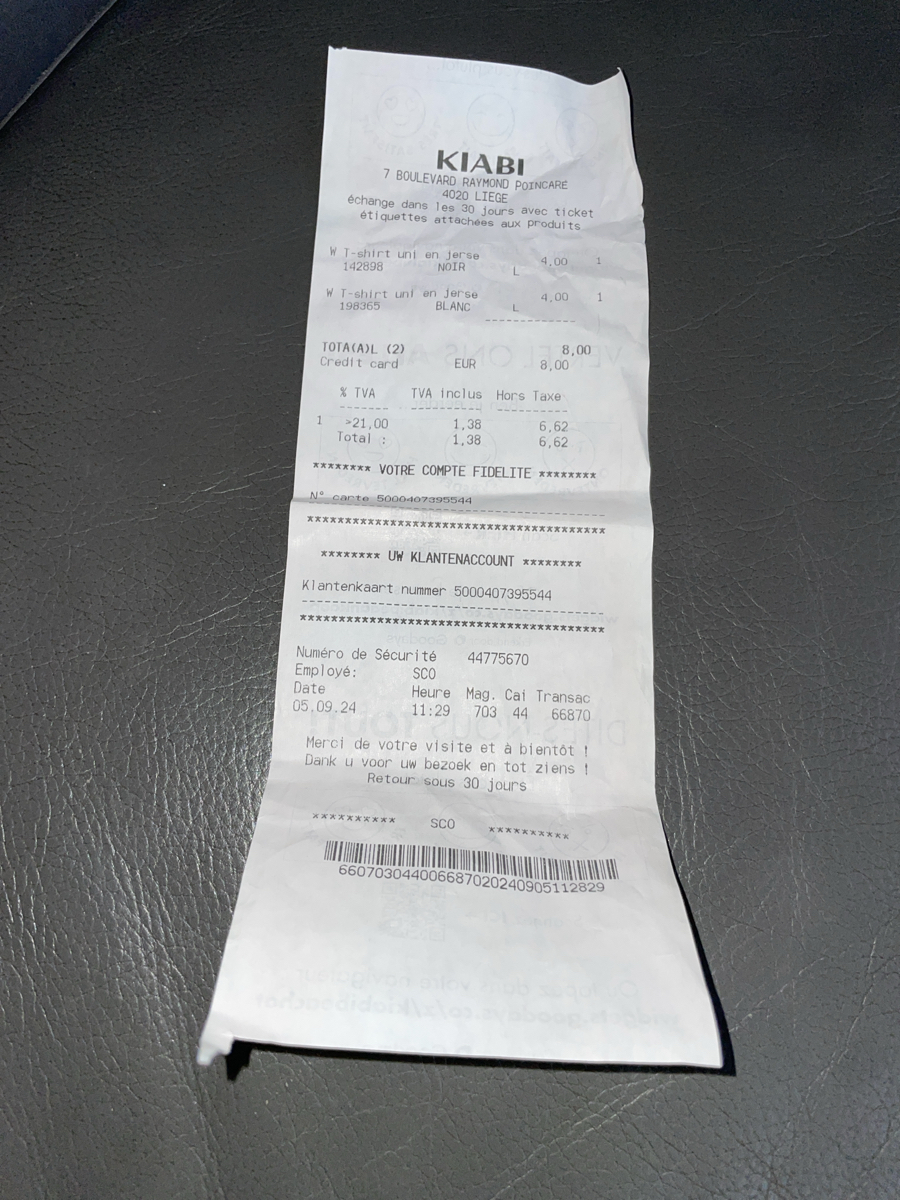 KIABI
7 BOULEVARD RAYMOND POINCARE
4020 LIEGE
échange dans les 30 jours avec ticket
étiquettes attachées aux produits
W T-shirt uni en jerse 4,00 1
142898 NOIR L
W T-shirt uni en jerse 4,00 1
198365 BLANC L
--------------
TOTA(A)L (2) 8,00
Credit card EUR 8,00
% TVA TVA inclus Hors Taxe
------- ----------- ----------
1 >21,00 1,38 6,62
Total : 1,38 6,62
******** VOTRE COMPTE FIDELITE ********
N° carte 5000407395544
----------------------------------------
****************************************
******** UW KLANTENACCOUNT ********
Klantenkaart nummer 5000407395544
----------------------------------------
****************************************
Numéro de Sécurité 44775670
Employé: SCO
Date Heure Mag. Cai Transac
05.09.24 11:29 703 44 66870
Merci de votre visite et à bientôt !
Dank u voor uw bezoek en tot ziens !
Retour sous 30 jours
********** SCO **********
660703044006687020240905112829